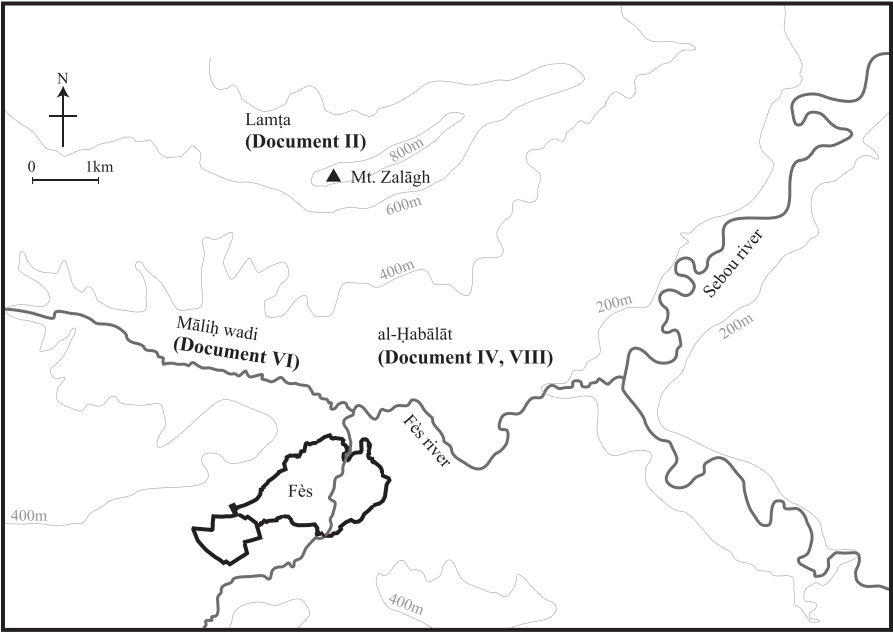 N
0 1km
Lamṭa
(Document II)
800m
Mt. Zalāgh
600m
400m
Sebou river
200m
200m
Māliḥ wadi
(Document VI)
al-Ḥabālāt
(Document IV, VIII)
Fès river
Fès
400m
400m